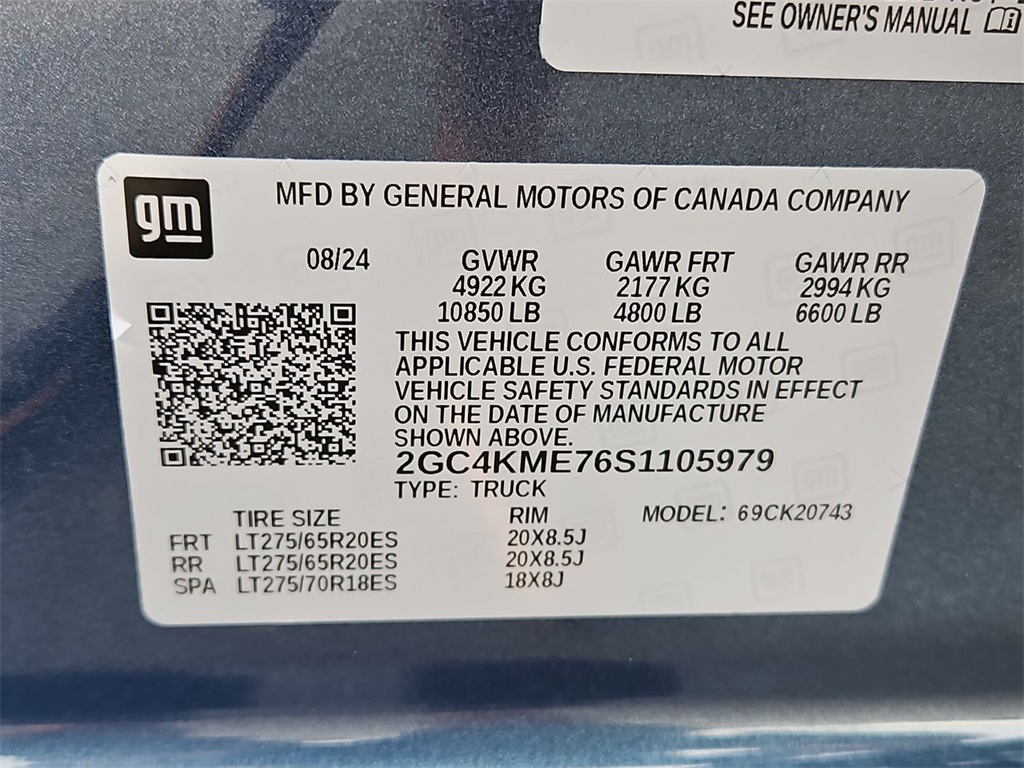 SEE OWNER'S MANUAL
gm
MFD BY GENERAL MOTORS OF CANADA COMPANY
08/24 GVWR GAWR FRT GAWR RR
4922 KG 2177 KG 2994 KG
10850 LB 4800 LB 6600 LB
THIS VEHICLE CONFORMS TO ALL
APPLICABLE U.S. FEDERAL MOTOR
VEHICLE SAFETY STANDARDS IN EFFECT
ON THE DATE OF MANUFACTURE
SHOWN ABOVE.
2GC4KME76S1105979
TYPE: TRUCK
TIRE SIZE RIM MODEL: 69CK20743
FRT LT275/65R20ES 20X8.5J
RR LT275/65R20ES 20X8.5J
SPA LT275/70R18ES 18X8J